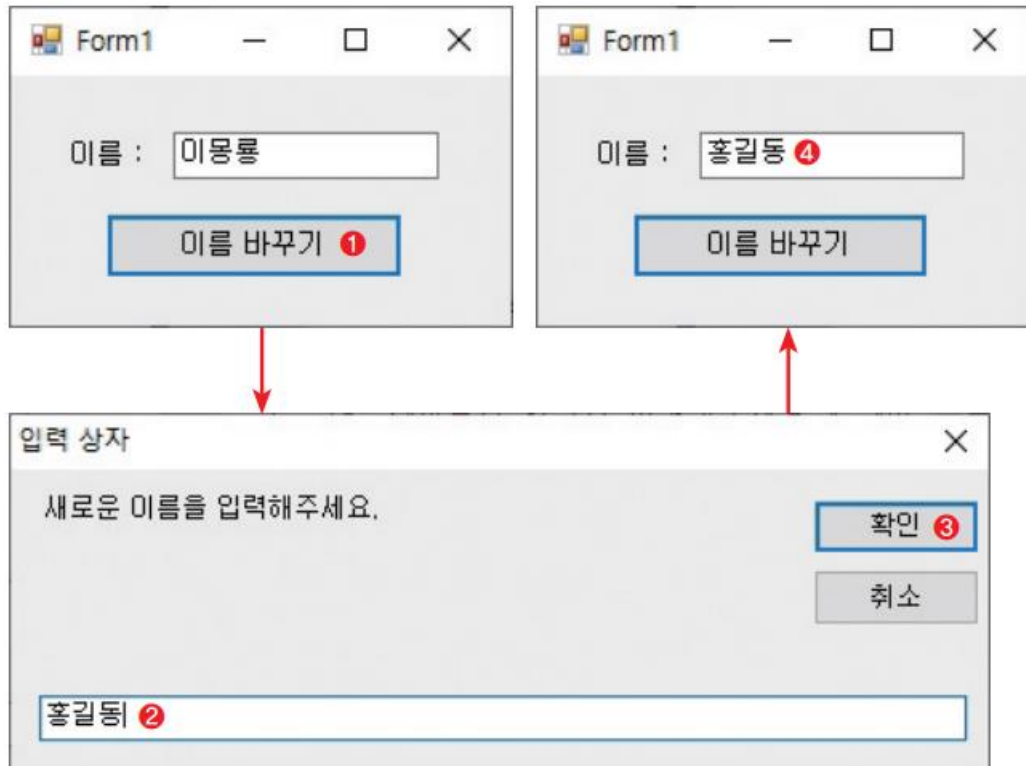 Form1
이름 : 이몽룡
이름 바꾸기 ❶
Form1
이름 : 홍길동 ❹
이름 바꾸기
입력 상자
새로운 이름을 입력해주세요.
확인 ❸
취소
홍길동 ❷